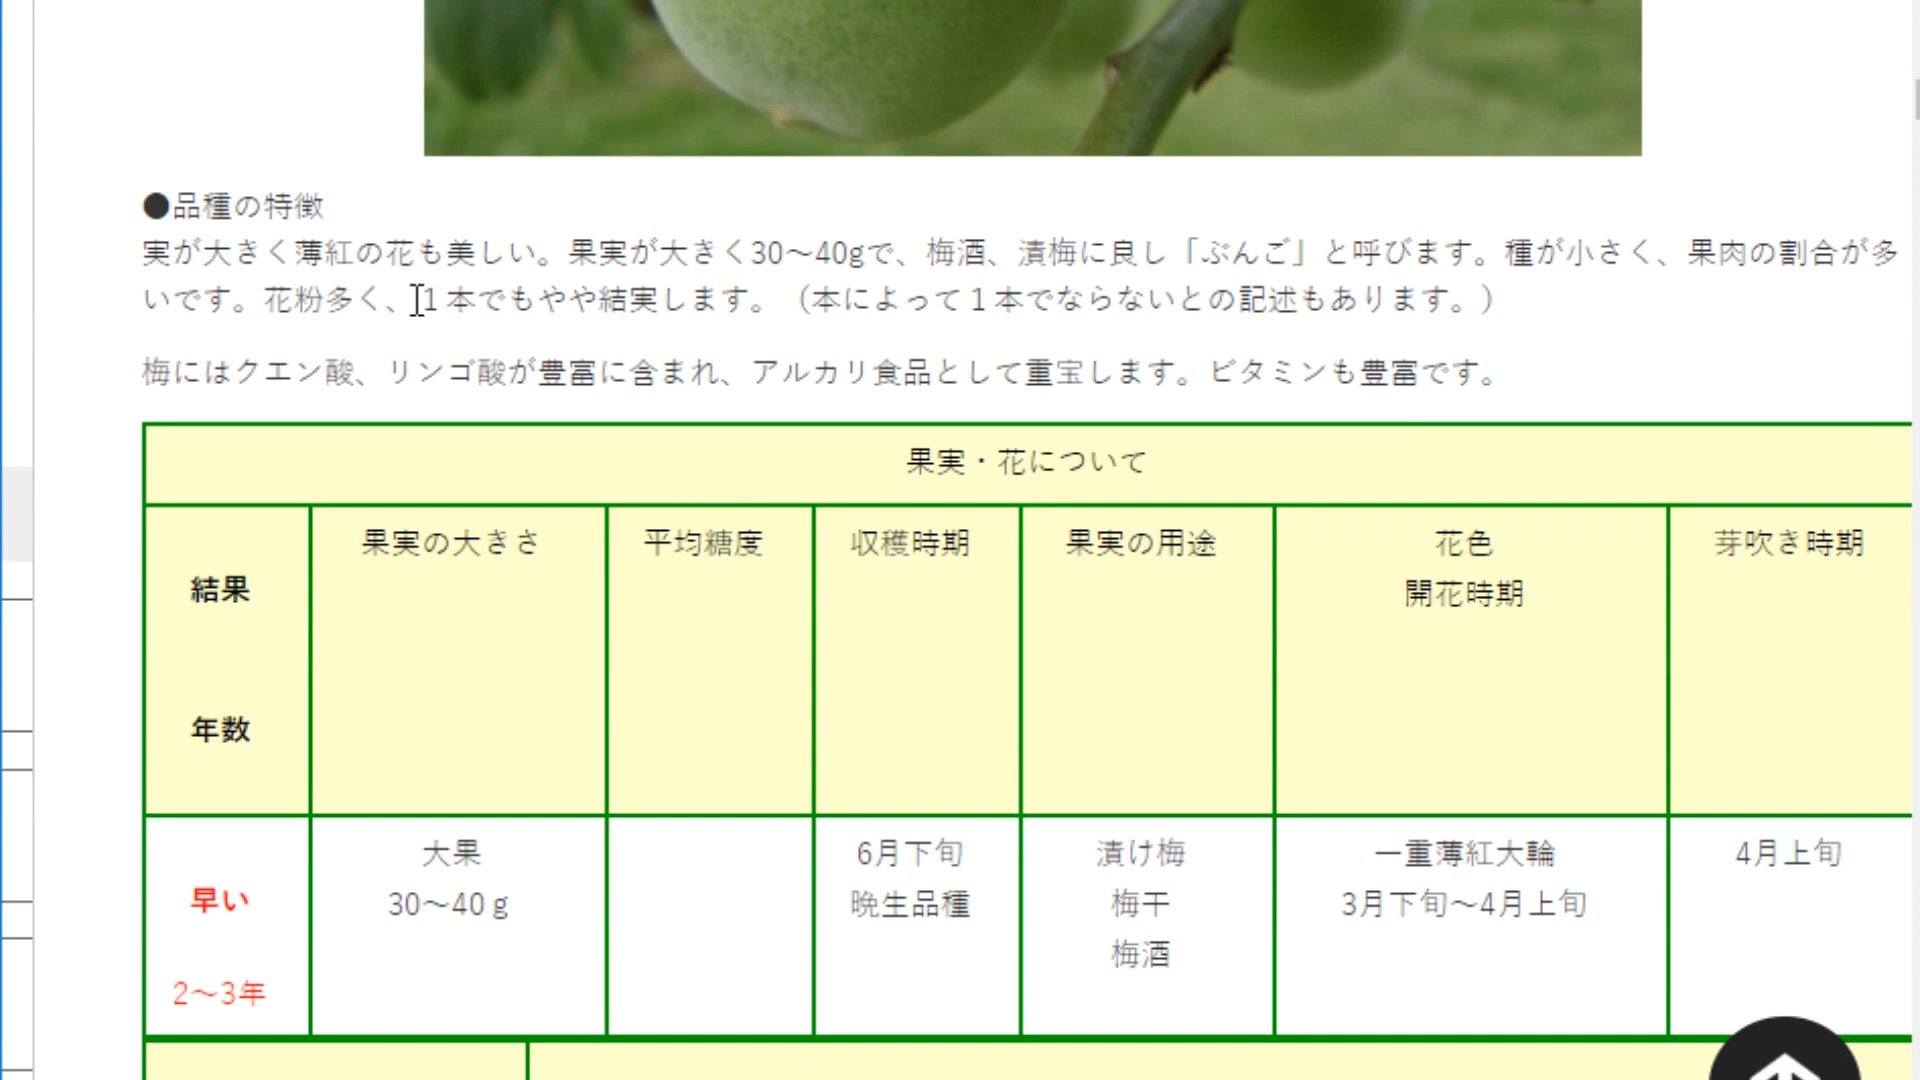 ●品種の特徴
実が大きく薄紅の花も美しい。果実が大きく30～40gで、梅酒、漬梅に良し「ぶんご」と呼びます。種が小さく、果肉の割合が多
いです。花粉多く、１本でもやや結実します。（本によって１本でならないとの記述もあります。）
梅にはクエン酸、リンゴ酸が豊富に含まれ、アルカリ食品として重宝します。ビタミンも豊富です。
果実・花について
結果
年数
果実の大きさ
平均糖度
収穫時期
果実の用途
花色
開花時期
芽吹き時期
早い
2～3年
大果
30～40ｇ
6月下旬
晩生品種
漬け梅
梅干
梅酒
一重薄紅大輪
3月下旬～4月上旬
4月上旬